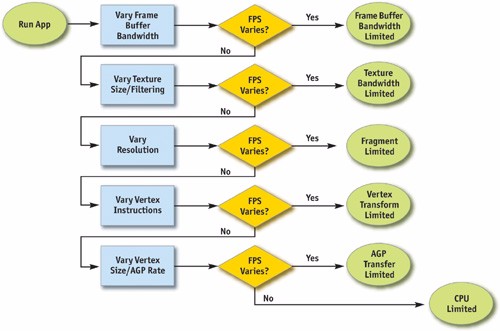 Run App
Vary Frame
Buffer
Bandwidth
FPS
Varies?
Yes
Frame Buffer
Bandwidth
Limited
No
Vary Texture
Size/Filtering
FPS
Varies?
Yes
Texture
Bandwidth
Limited
No
Vary
Resolution
FPS
Varies?
Yes
Fragment
Limited
No
Vary Vertex
Instructions
FPS
Varies?
Yes
Vertex
Transform
Limited
No
Vary Vertex
Size/AGP Rate
FPS
Varies?
Yes
AGP
Transfer
Limited
No
CPU
Limited